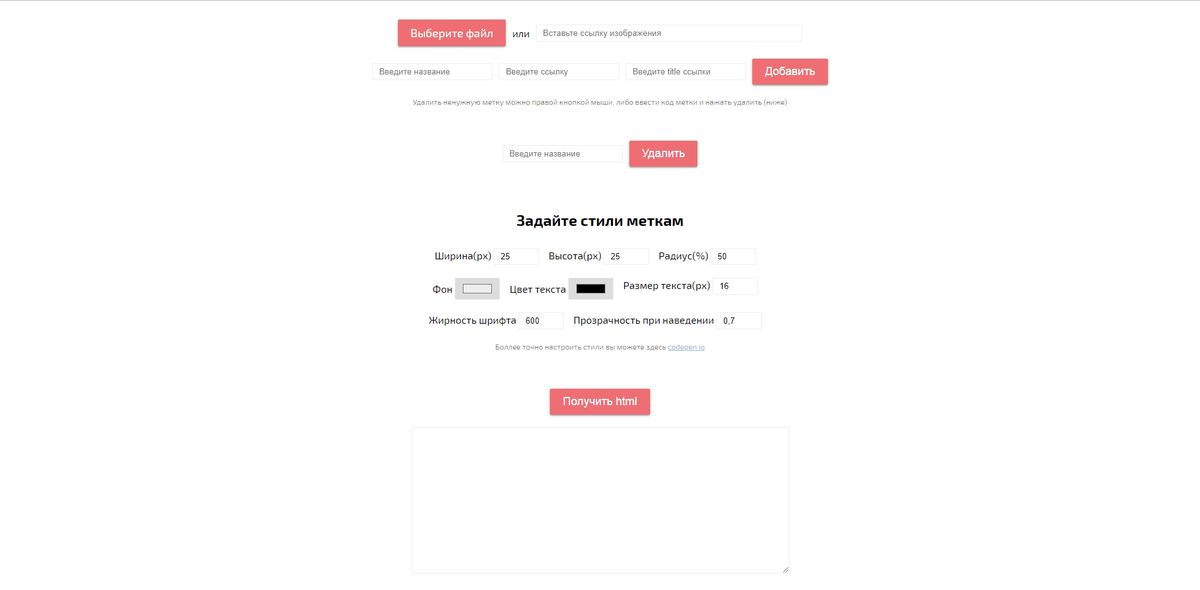 Выберите файл или Вставьте ссылку изображения
Введите название Введите ссылку Введите title ссылки Добавить
Удалить ненужную метку можно правой кнопкой мыши, либо ввести код метки и нажать удалить (ниже)
Введите название Удалить
Задайте стили меткам
Ширина(px) 25 Высота(px) 25 Радиус(%) 50
Фон Цвет текста Размер текста(px) 16
Жирность шрифта 600 Прозрачность при наведении 0,7
Боллее точно настроить стили вы можете здесь codepen.io
Получить html